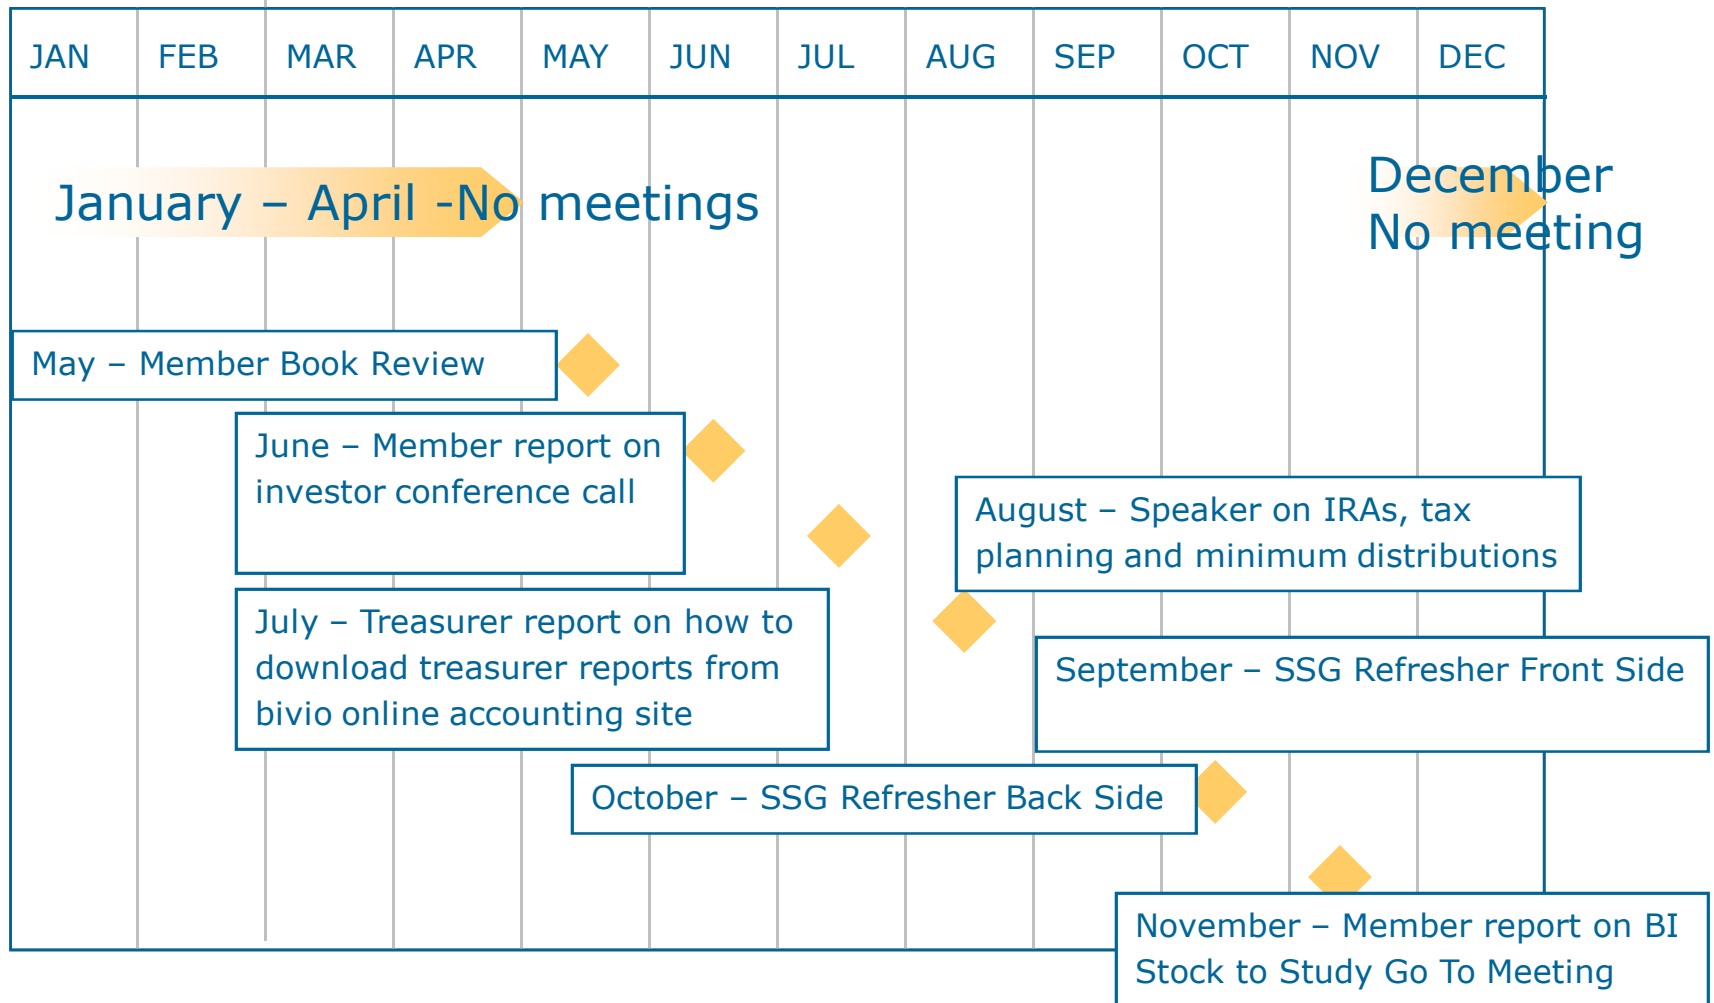 JAN FEB MAR APR MAY JUN JUL AUG SEP OCT NOV DEC
January – April -No meetings
December
No meeting
May – Member Book Review
June – Member report on
investor conference call
August – Speaker on IRAs, tax
planning and minimum distributions
July – Treasurer report on how to
download treasurer reports from
bivio online accounting site
September – SSG Refresher Front Side
October – SSG Refresher Back Side
November – Member report on BI
Stock to Study Go To Meeting